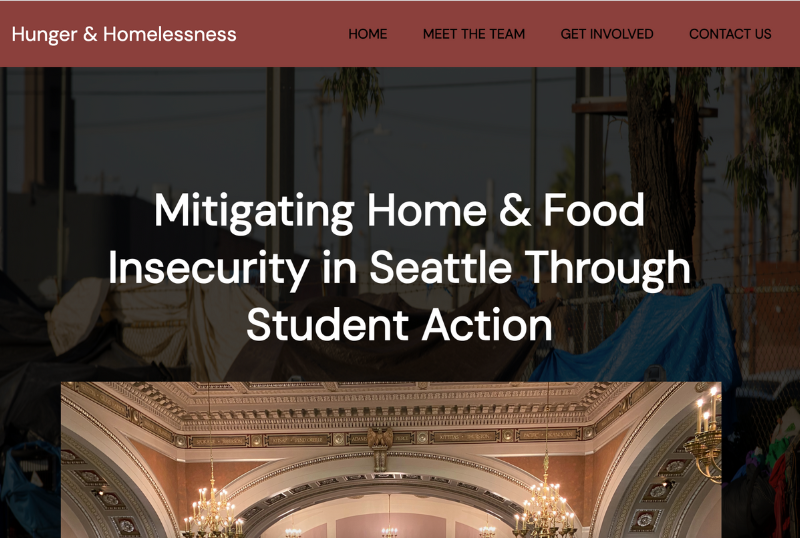 Hunger & Homelessness
HOME
MEET THE TEAM
GET INVOLVED
CONTACT US
Mitigating Home & Food
Insecurity in Seattle Through
Student Action